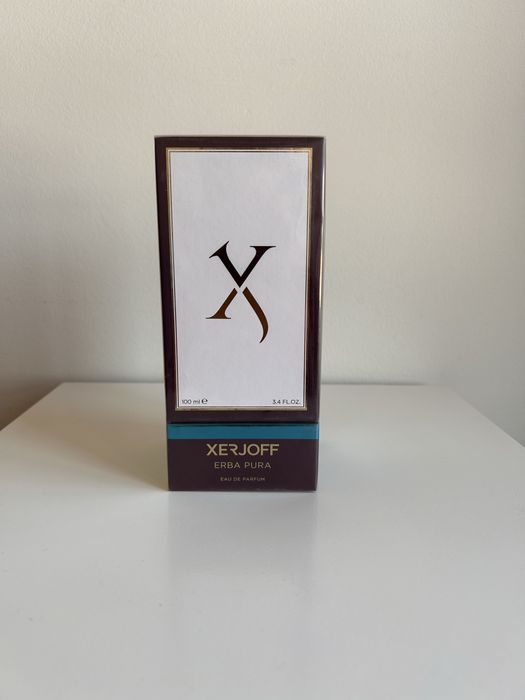 X
100 ml ℮
3.4 FL.OZ.
XERJOFF
ERBA PURA
EAU DE PARFUM